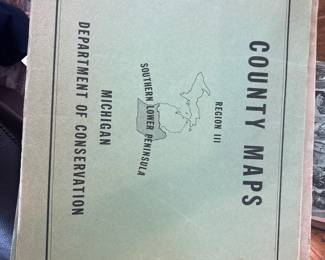 COUNTY MAPS
REGION III
SOUTHERN LOWER PENINSULA
MICHIGAN
DEPARTMENT OF CONSERVATION